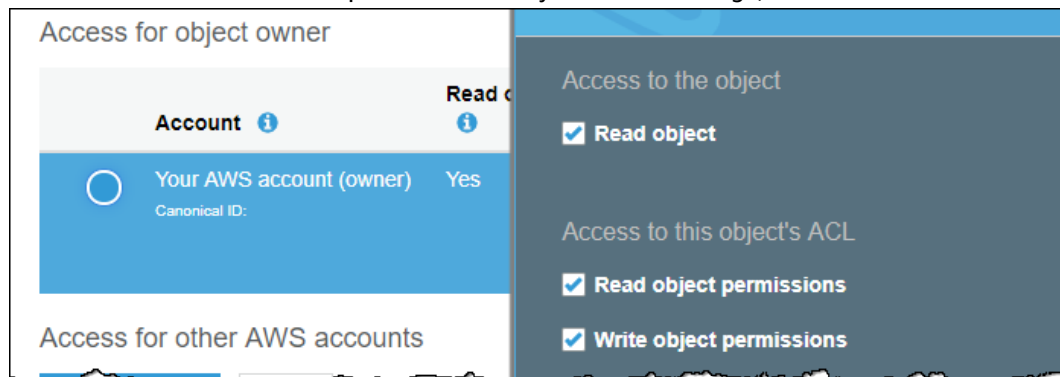 Access for object owner
Read
Account
Your AWS account (owner) Yes
Canonical ID:
Access for other AWS accounts
Access to the object
Read object
Access to this object's ACL
Read object permissions
Write object permissions